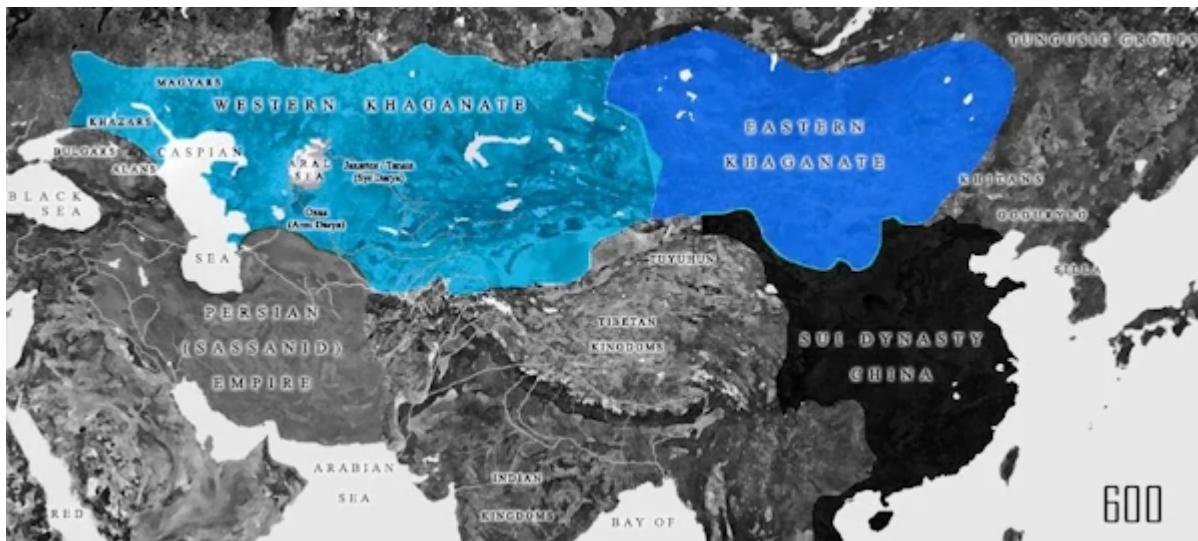 TUNGUSIC GROUPS
MAGYARS
WESTERN KHAGANATE
KHAZARS
EASTERN
KHAGANATE
BULGARS
CASPIAN
ALANS
ARAL
SEA
Jaxartes / Tanais
(Syr Darya)
KHITANS
BLACK
SEA
Oxus
(Amu Darya)
GOGURYEO
SEA
TUYUHUN
SILLA
PERSIAN
(SASSANID)
EMPIRE
TIBETAN
KINGDOMS
SUI DYNASTY
CHINA
ARABIAN
SEA
INDIAN
KINGDOMS
RED
BAY OF
600